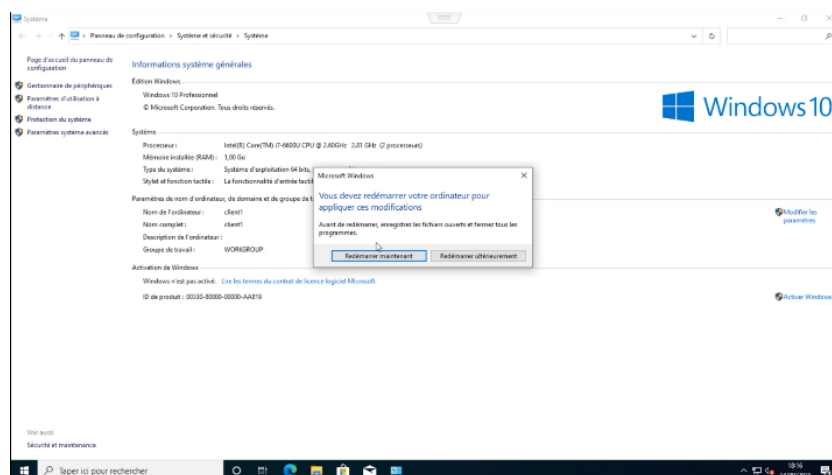 Système
Panneau de configuration > Système et sécurité > Système
Page d'accueil du panneau de
configuration
Gestionnaire de périphériques
Paramètres d'utilisation à
distance
Protection du système
Paramètres système avancés
Informations système générales
Édition Windows
Windows 10 Professionnel
© Microsoft Corporation. Tous droits réservés.
Windows 10
Système
Processeur : Intel(R) Core(TM) i7-6600U CPU @ 2.60GHz 2.81 GHz (2 processeurs)
Mémoire installée (RAM) : 1,00 Go
Type du système : Système d'exploitation 64 bits,
Stylet et fonction tactile : La fonctionnalité d'entrée tactil
Paramètres de nom d'ordinateur, de domaine et de groupe de t
Nom de l'ordinateur : client1
Nom complet : client1
Description de l'ordinateur :
Groupe de travail : WORKGROUP
Modifier les
paramètres
Microsoft Windows
Vous devez redémarrer votre ordinateur pour
appliquer ces modifications
Avant de redémarrer, enregistrez les fichiers ouverts et fermez tous les
programmes.
Redémarrer maintenant
Redémarrer ultérieurement
Activation de Windows
Windows n'est pas activé. Lire les termes du contrat de licence logiciel Microsoft
ID de produit : 00330-80000-00000-AA819
Activer Windows
Voir aussi
Sécurité et maintenance
Taper ici pour rechercher
18:16